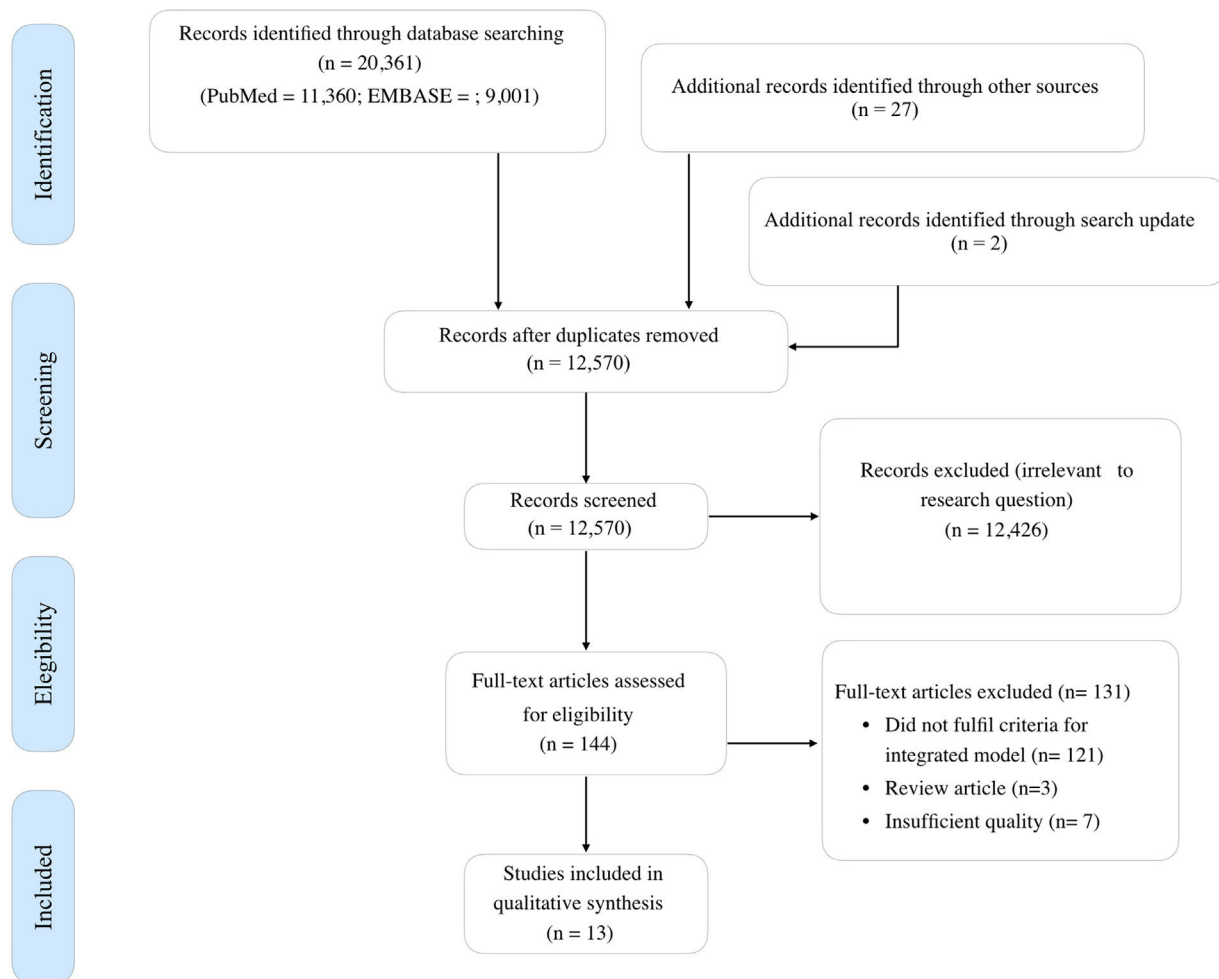 Identification
Records identified through database searching
(n = 20,361)
(PubMed = 11,360; EMBASE = ; 9,001)
Additional records identified through other sources
(n = 27)
Additional records identified through search update
(n = 2)
Screening
Records after duplicates removed
(n = 12,570)
Records screened
(n = 12,570)
Records excluded (irrelevant to
research question)
(n = 12,426)
Elegibility
Full-text articles assessed
for eligibility
(n = 144)
Full-text articles excluded (n= 131)
• Did not fulfil criteria for
integrated model (n= 121)
• Review article (n=3)
• Insufficient quality (n= 7)
Included
Studies included in
qualitative synthesis
(n = 13)